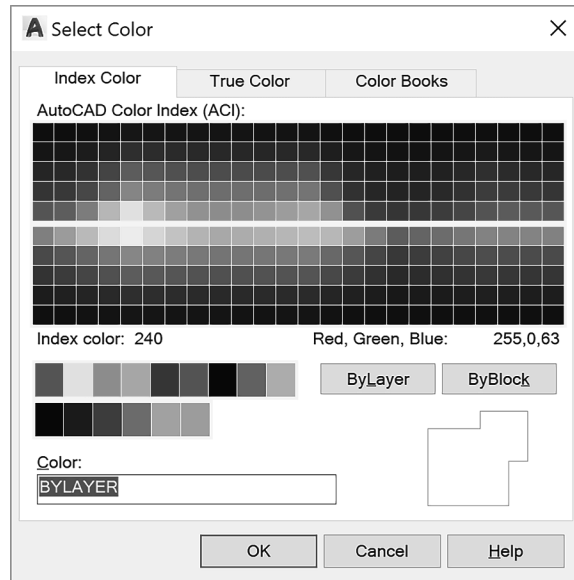 Select Color
Index Color True Color Color Books
AutoCAD Color Index (ACI):
Index color: 240 Red, Green, Blue: 255,0,63
ByLayer ByBlock
Color:
BYLAYER
OK Cancel Help